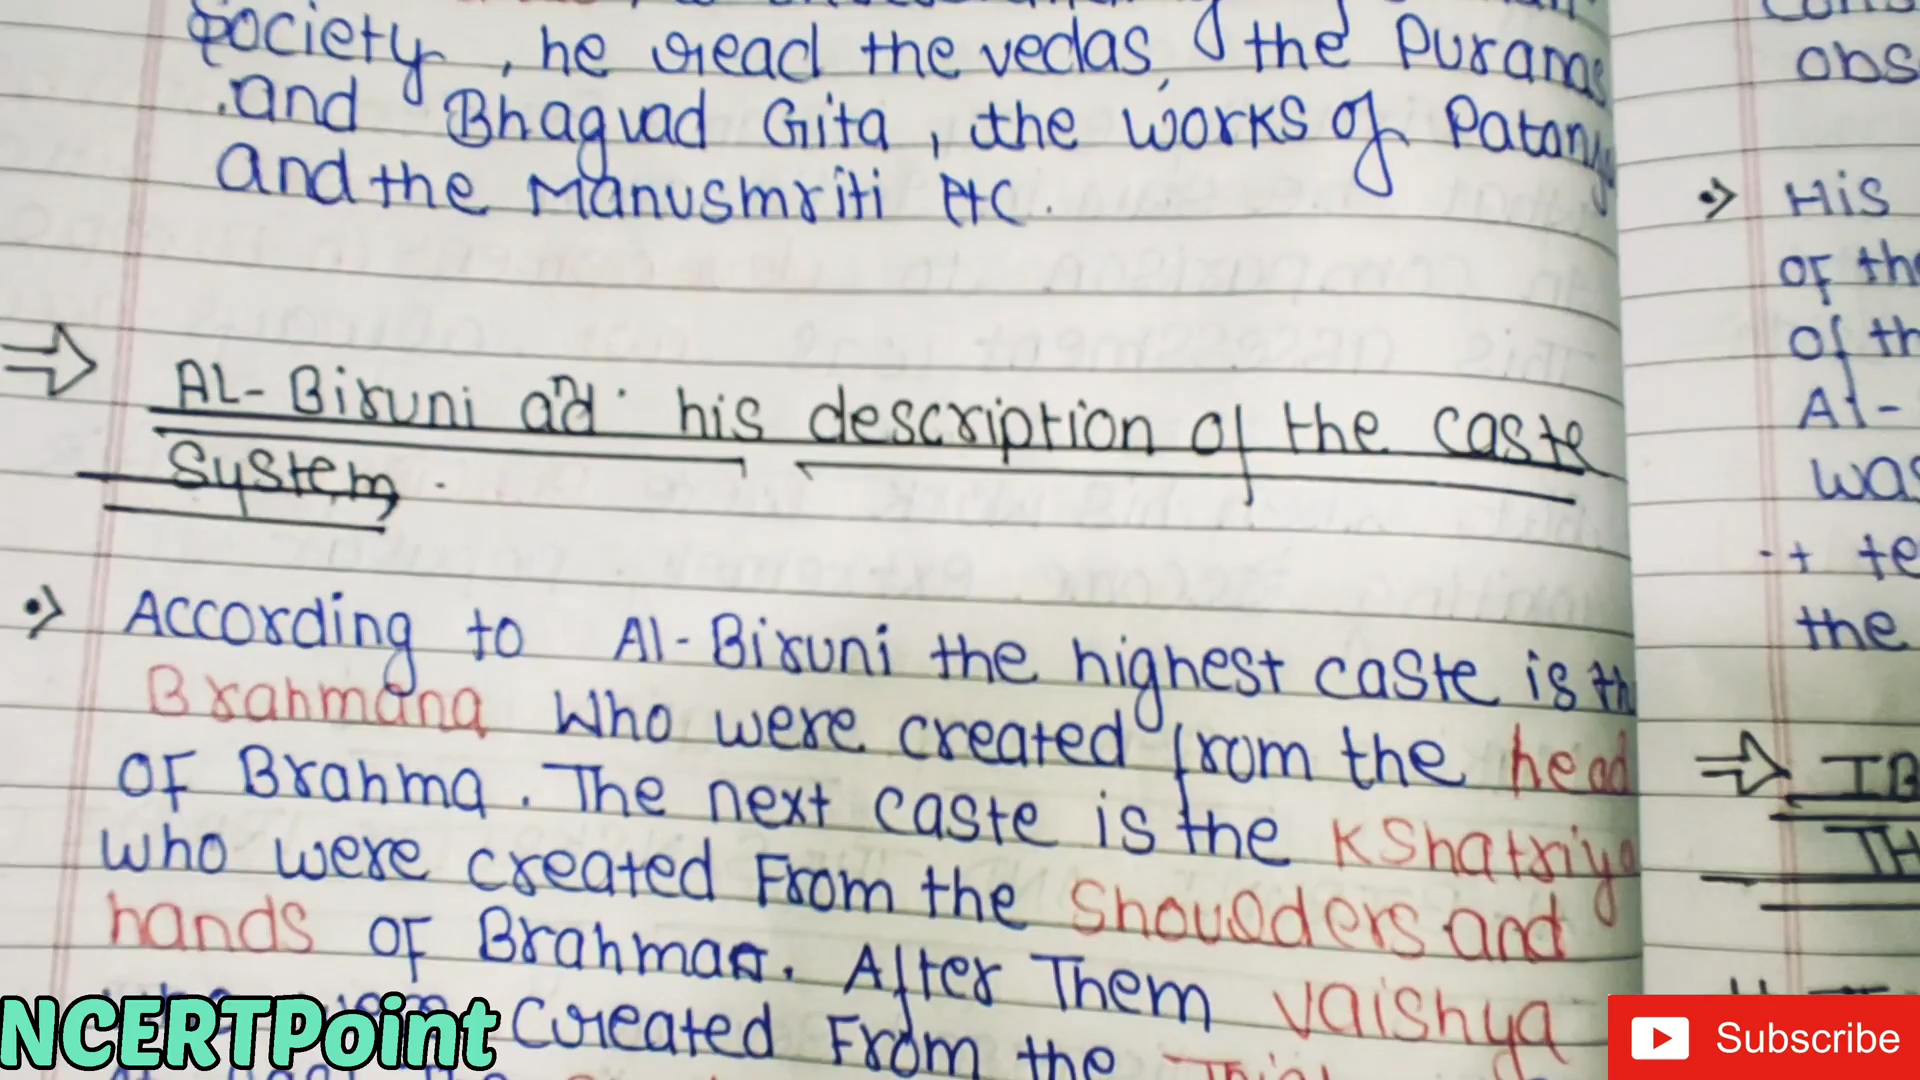 society, he read the vedas, the Puranas
and Bhagvad Gita, the works of
and the Manusmriti etc.
AL-Biruni and his description of the caste
System.
According to Al-Biruni the highest caste is
Brahmana who were created from the head
of Brahma. The next caste is the Kshatriya
who were created From the Shoulders and
hands of Brahma. After Them Vaishya
Created From the
obs
His
of the
of th
Al-
was
te
the
IB
TH
NCERTPoint
Subscribe